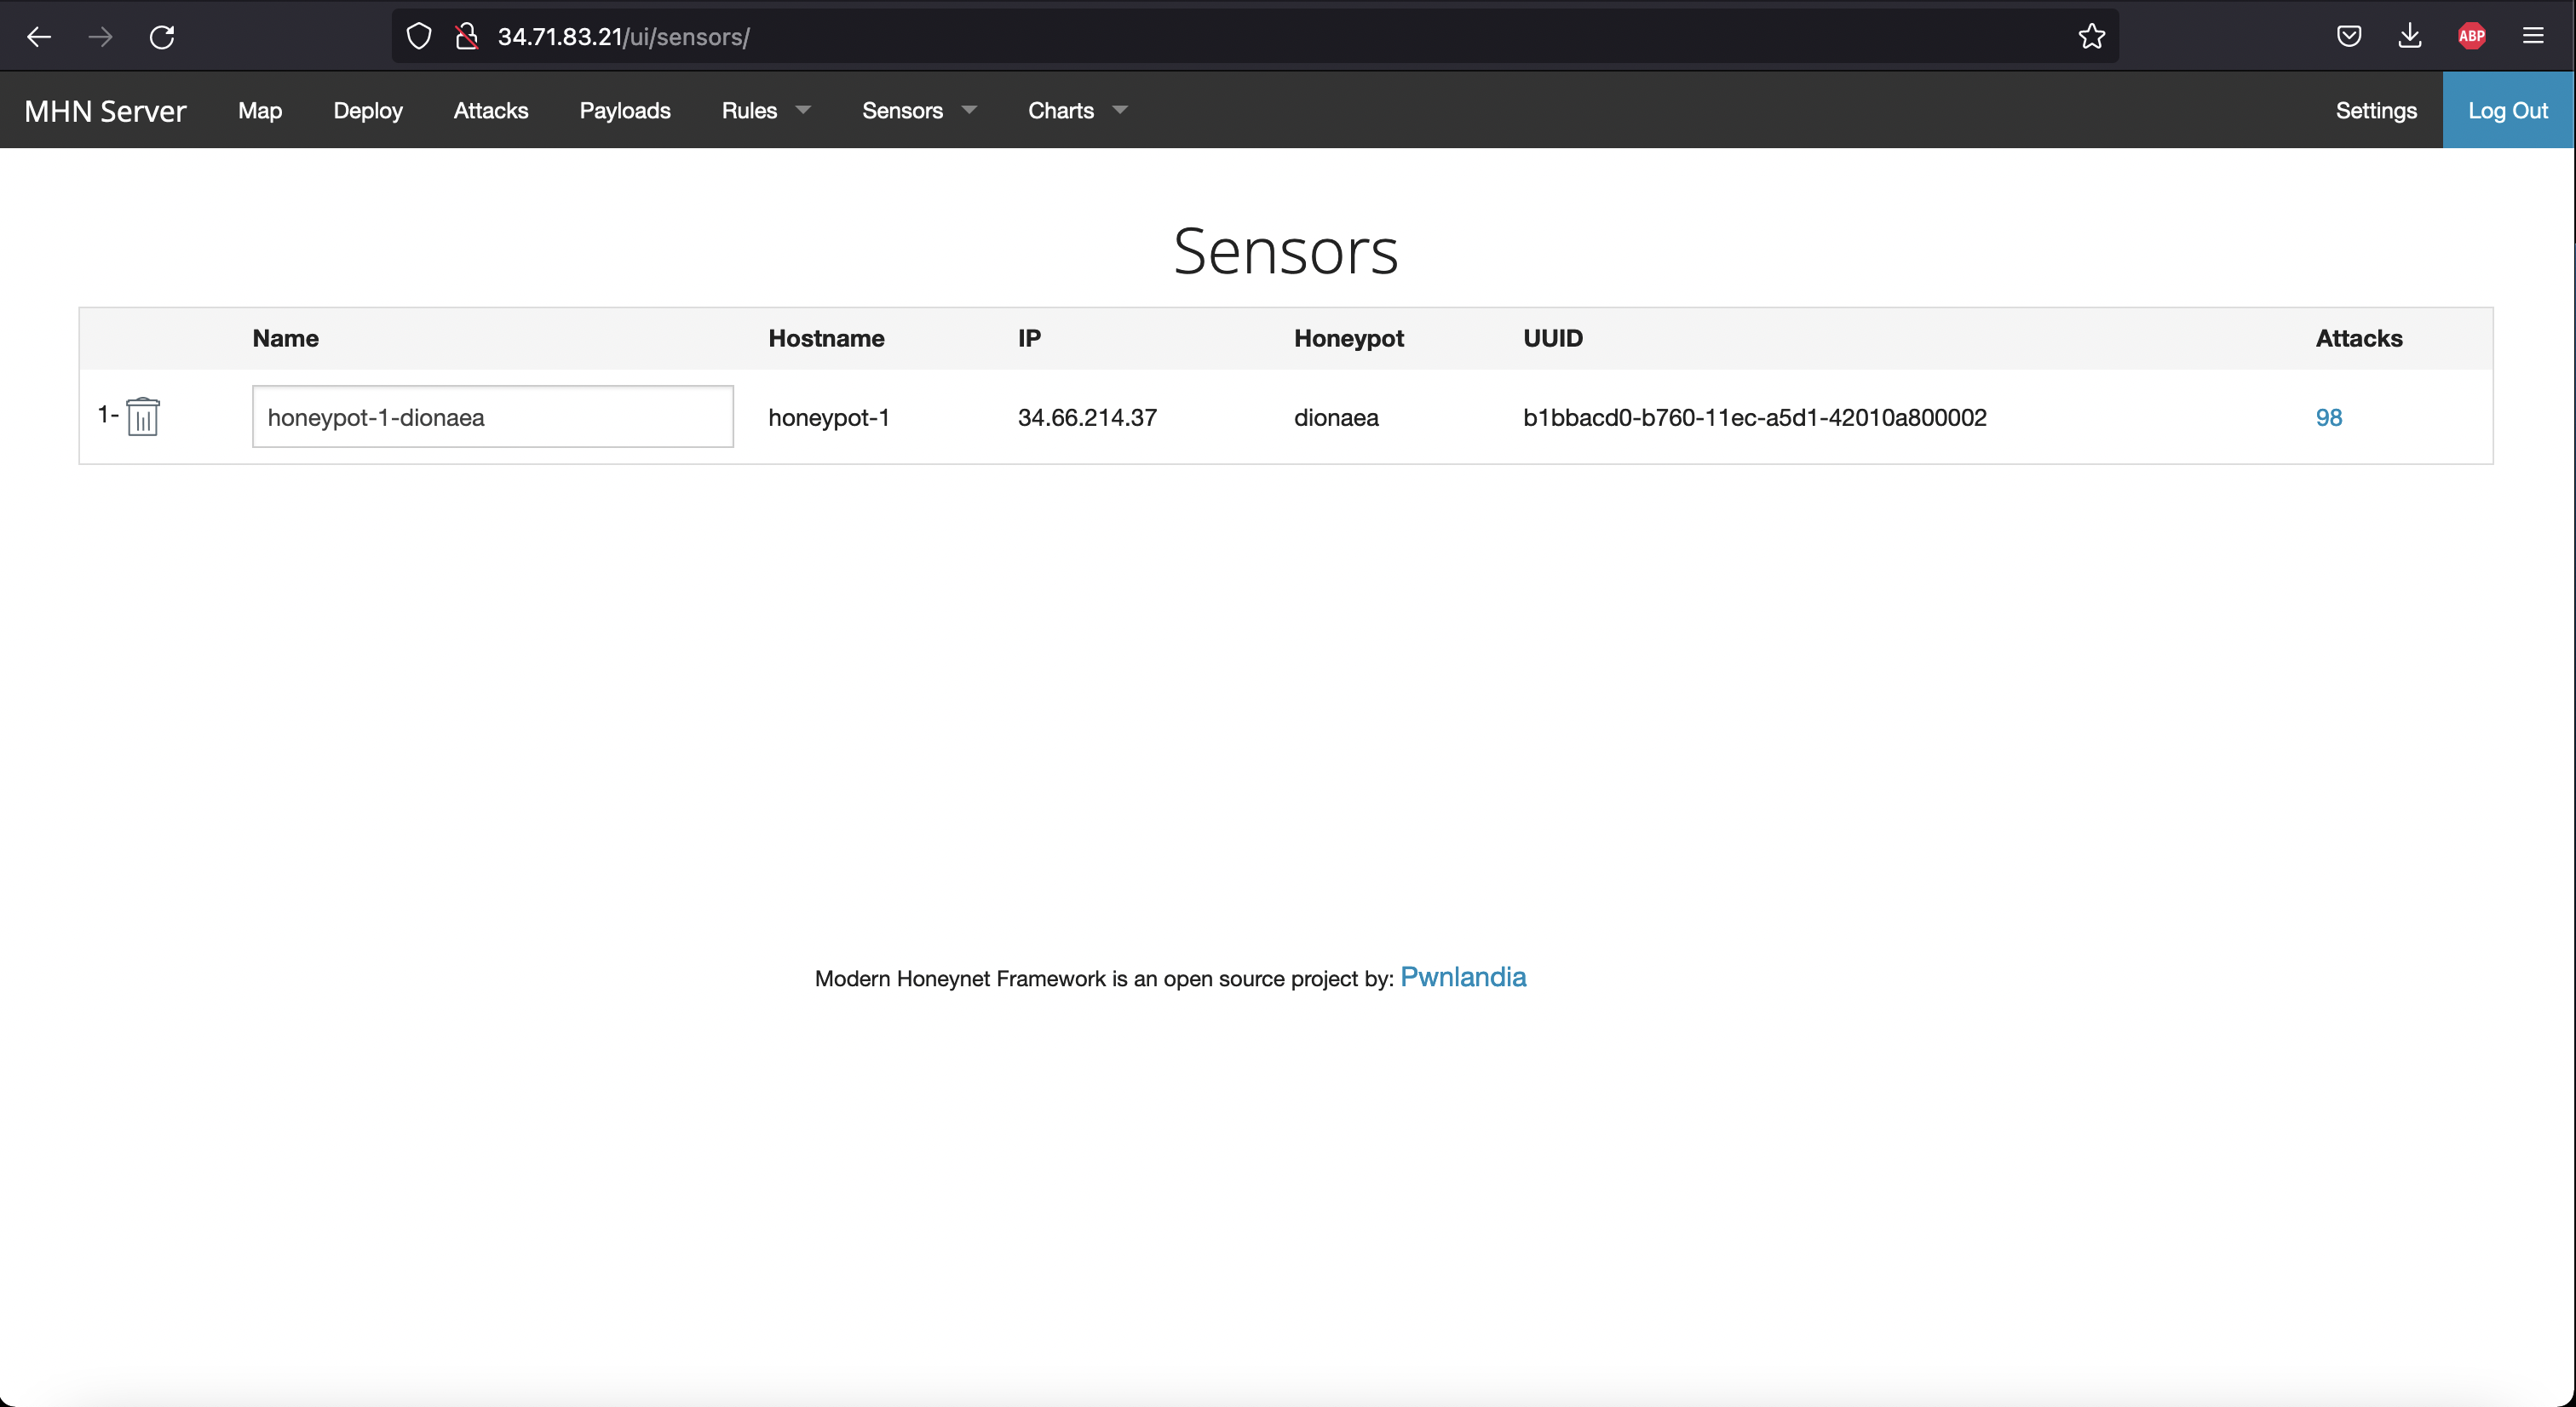 34.71.83.21/ui/sensors/
ABP
MHN Server Map Deploy Attacks Payloads Rules Sensors Charts Settings Log Out
Sensors
Name Hostname IP Honeypot UUID Attacks
1- honeypot-1-dionaea honeypot-1 34.66.214.37 dionaea b1bbacd0-b760-11ec-a5d1-42010a800002 98
Modern Honeynet Framework is an open source project by: Pwnlandia